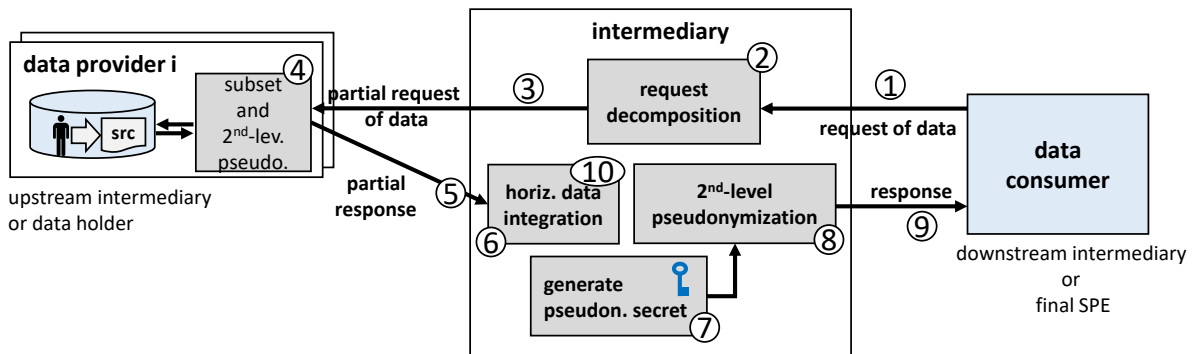 data provider i
src
④
subset
and
2nd-lev.
pseudo.
upstream intermediary
or data holder
③
partial request
of data
partial
response
⑤
intermediary
②
request
decomposition
⑩
horiz. data
integration
⑥
2nd-level
pseudonymization
⑧
generate
pseudon. secret
⑦
①
request of data
response
⑨
data
consumer
downstream intermediary
or
final SPE